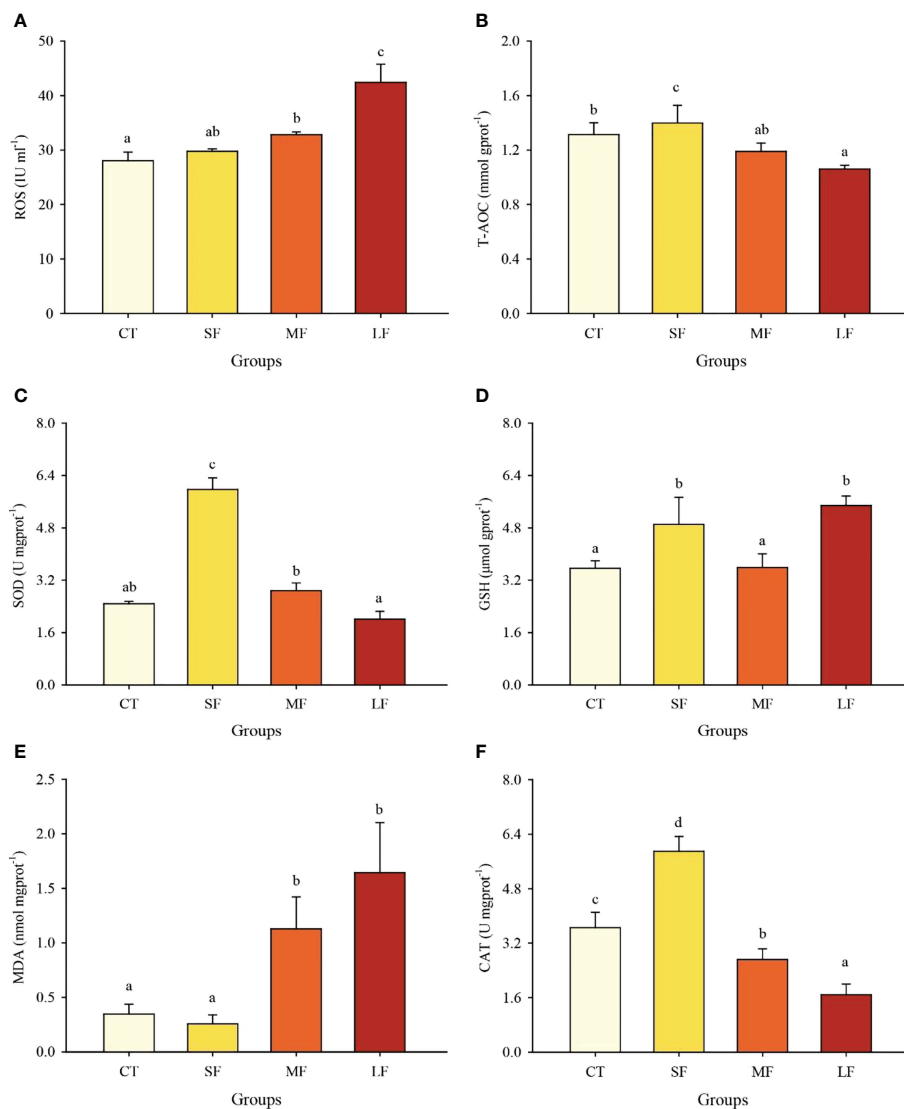 A
50
40
30
20
10
0
ROS (IU ml⁻¹)
a
ab
b
c
CT SF MF LF
Groups
B
2.0
1.6
1.2
0.8
0.4
0.0
T-AOC (mmol gprot⁻¹)
b
c
ab
a
CT SF MF LF
Groups
C
8.0
6.4
4.8
3.2
1.6
0.0
SOD (U mgprot⁻¹)
ab
c
b
a
CT SF MF LF
Groups
D
8.0
6.4
4.8
3.2
1.6
0.0
GSH (μmol gprot⁻¹)
a
b
a
b
CT SF MF LF
Groups
E
2.5
2.0
1.5
1.0
0.5
0.0
MDA (nmol mgprot⁻¹)
a
a
b
b
CT SF MF LF
Groups
F
8.0
6.4
4.8
3.2
1.6
0.0
CAT (U mgprot⁻¹)
c
d
b
a
CT SF MF LF
Groups